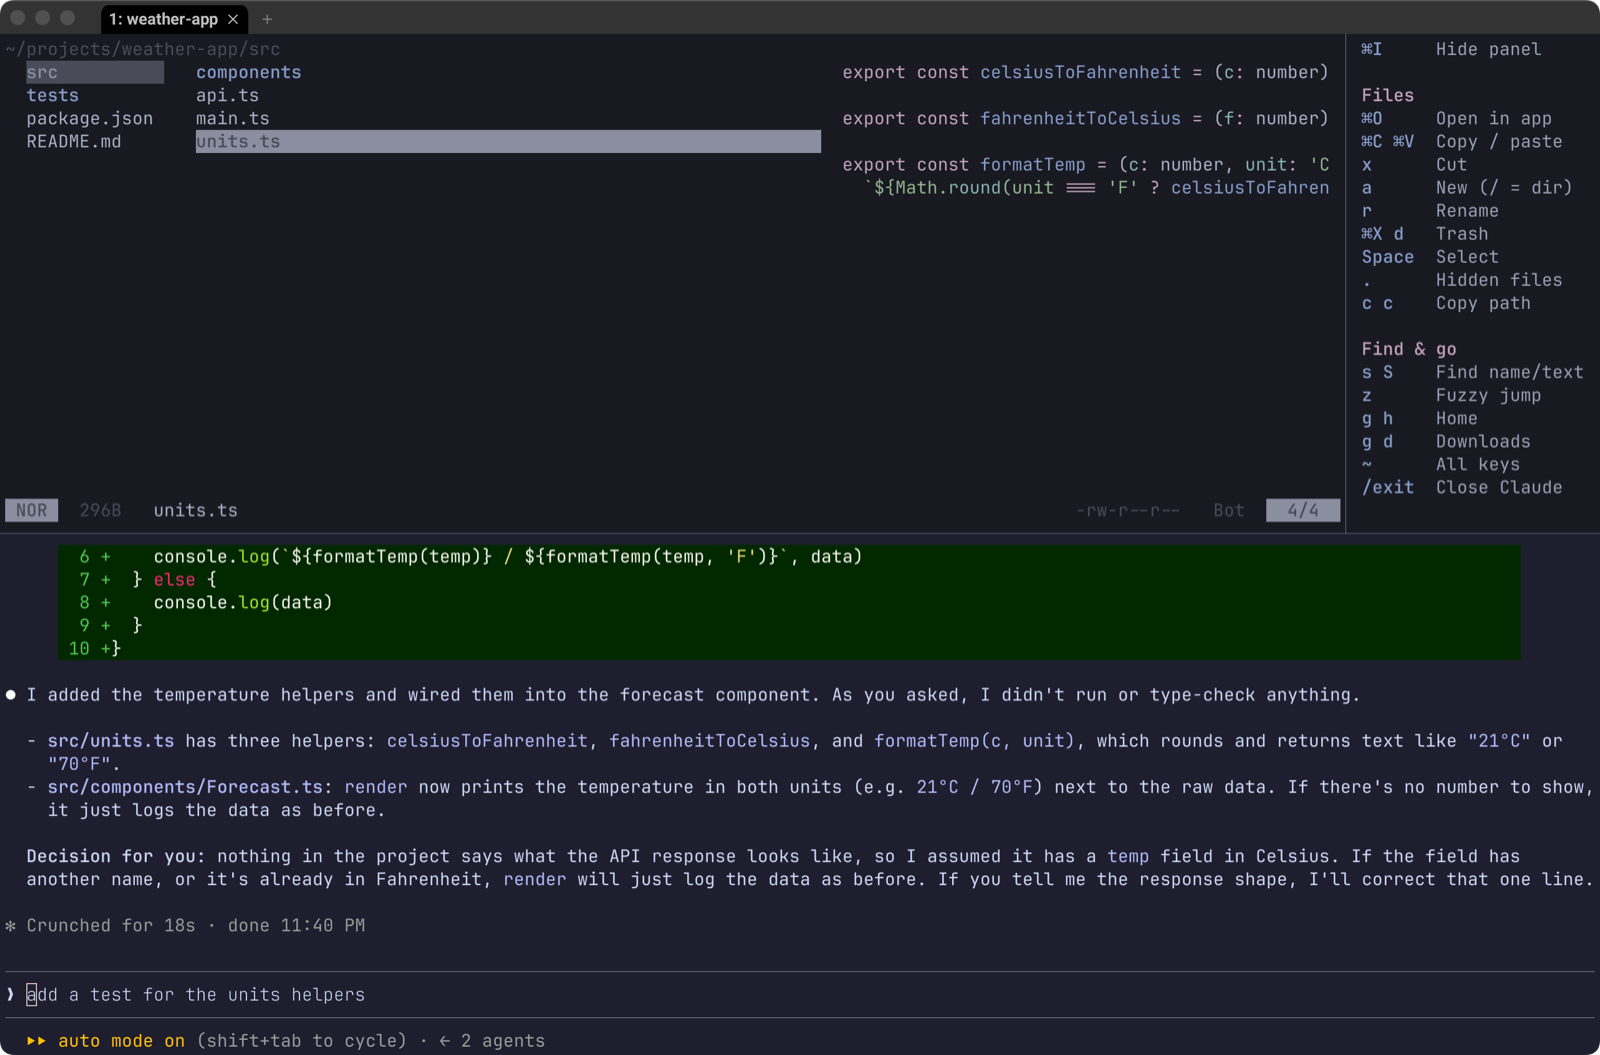 1: weather-app ✕ +
~/projects/weather-app/src
src
tests
package.json
README.md
components
api.ts
main.ts
units.ts
export const celsiusToFahrenheit = (c: number)
export const fahrenheitToCelsius = (f: number)
export const formatTemp = (c: number, unit: 'C
`${Math.round(unit === 'F' ? celsiusToFahren
⌘I Hide panel
Files
⌘O Open in app
⌘C ⌘V Copy / paste
x Cut
a New (/ = dir)
r Rename
⌘X d Trash
Space Select
. Hidden files
c c Copy path
Find & go
s S Find name/text
z Fuzzy jump
g h Home
g d Downloads
~ All keys
/exit Close Claude
NOR 296B units.ts -rw-r--r-- Bot 4/4
6 + console.log(`${formatTemp(temp)} / ${formatTemp(temp, 'F')}`, data)
7 + } else {
8 + console.log(data)
9 + }
10 +}
● I added the temperature helpers and wired them into the forecast component. As you asked, I didn't run or type-check anything.
- src/units.ts has three helpers: celsiusToFahrenheit, fahrenheitToCelsius, and formatTemp(c, unit), which rounds and returns text like "21°C" or
"70°F".
- src/components/Forecast.ts: render now prints the temperature in both units (e.g. 21°C / 70°F) next to the raw data. If there's no number to show,
it just logs the data as before.
Decision for you: nothing in the project says what the API response looks like, so I assumed it has a temp field in Celsius. If the field has
another name, or it's already in Fahrenheit, render will just log the data as before. If you tell me the response shape, I'll correct that one line.
✻ Crunched for 18s · done 11:40 PM
❯ add a test for the units helpers
⏵⏵ auto mode on (shift+tab to cycle) · ← 2 agents